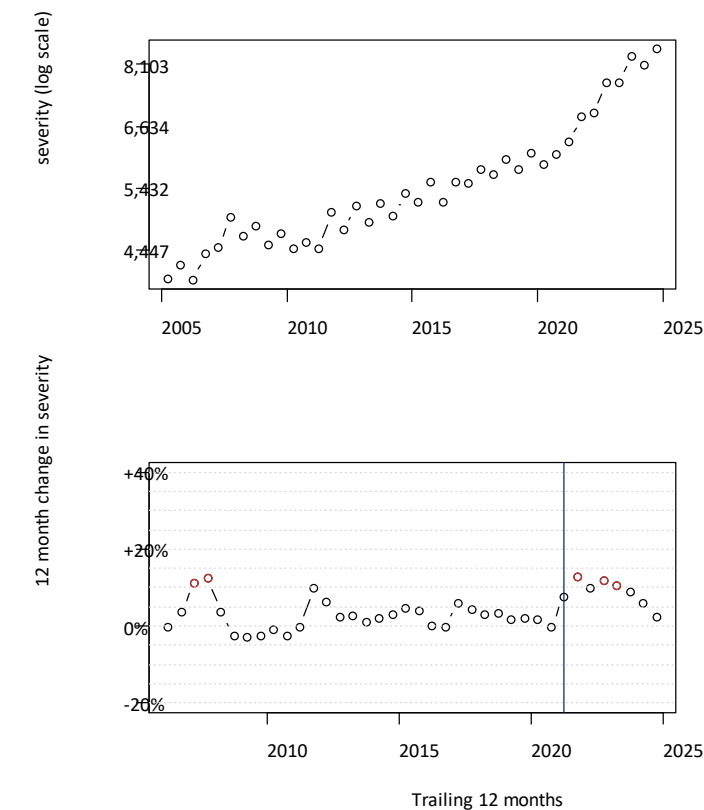 severity (log scale)
8,103
6,634
5,432
4,447
2005 2010 2015 2020 2025
12 month change in severity
+40%
+20%
0%
-20%
2010 2015 2020 2025
Trailing 12 months